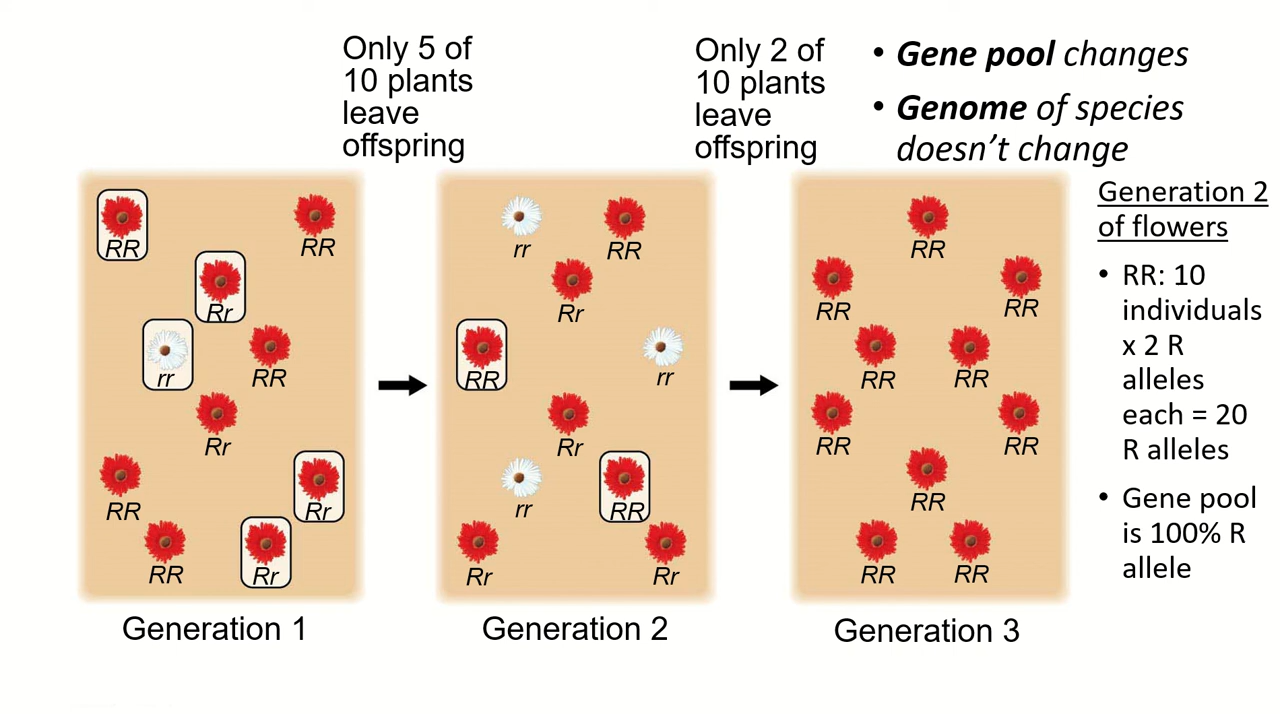 Only 5 of
10 plants
leave
offspring
Only 2 of
10 plants
leave
offspring
• Gene pool changes
• Genome of species
doesn't change
RR
RR
Rr
rr
RR
Rr
RR
Rr
RR
Rr
Generation 1
rr
RR
Rr
RR
rr
Rr
rr
RR
Rr
Rr
Generation 2
RR
RR
RR
RR
RR
RR
RR
RR
RR
RR
Generation 3
Generation 2
of flowers
• RR: 10
individuals
x 2 R
alleles
each = 20
R alleles
• Gene pool
is 100% R
allele